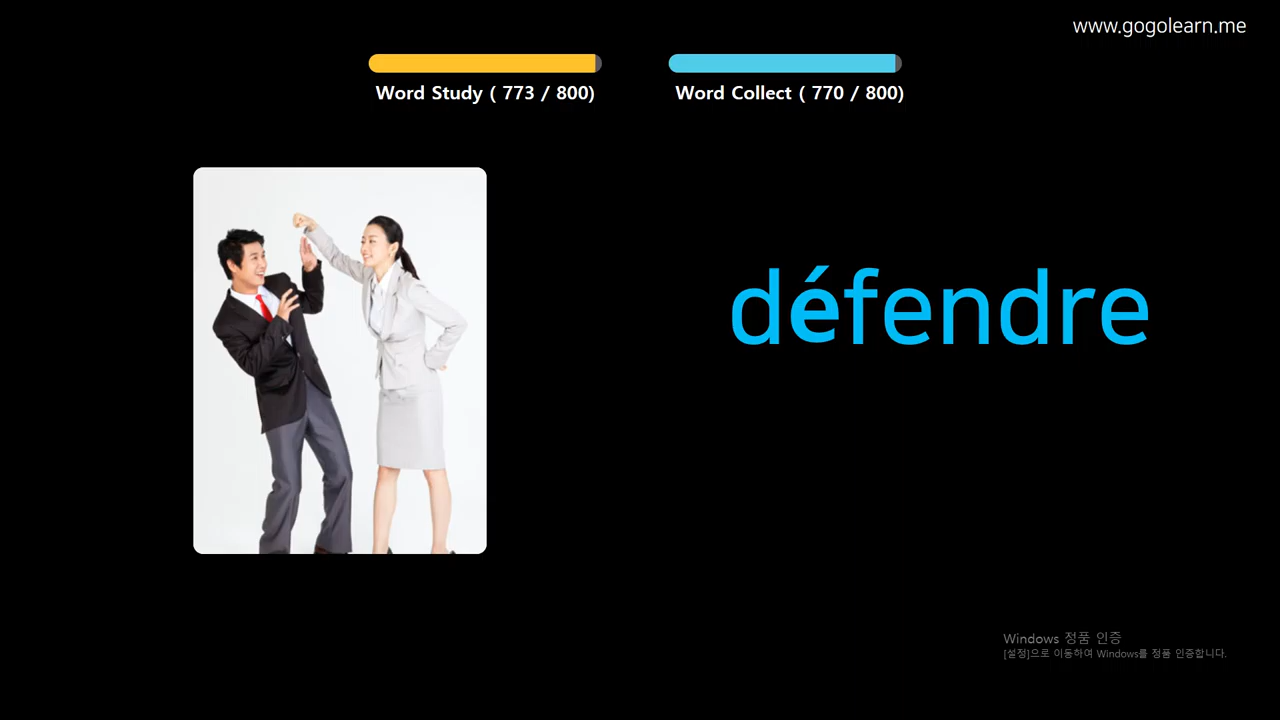 www.gogolearn.me
Word Study ( 773 / 800)
Word Collect ( 770 / 800)
défendre
Windows 정품 인증
[설정]으로 이동하여 Windows를 정품 인증합니다.